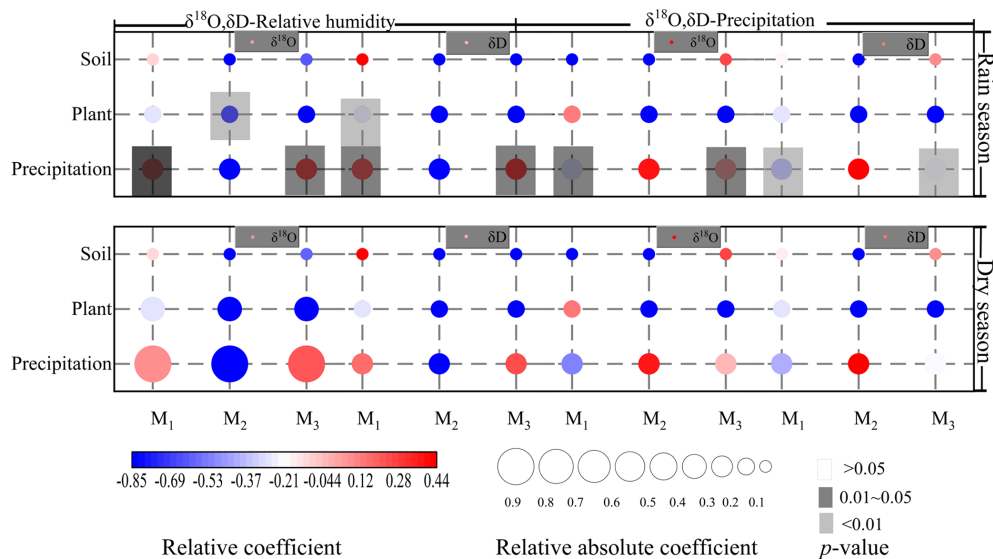 δ¹⁸O,δD-Relative humidity δ¹⁸O,δD-Precipitation
δ¹⁸O δD δ¹⁸O δD
Soil
Plant
Precipitation
Rain season
δ¹⁸O δD δ¹⁸O δD
Soil
Plant
Precipitation
Dry season
M₁ M₂ M₃ M₁ M₂ M₃ M₁ M₂ M₃ M₁ M₂ M₃
-0.85 -0.69 -0.53 -0.37 -0.21 -0.044 0.12 0.28 0.44
Relative coefficient
0.9 0.8 0.7 0.6 0.5 0.4 0.3 0.2 0.1
Relative absolute coefficient
>0.05
0.01~0.05
<0.01
p-value